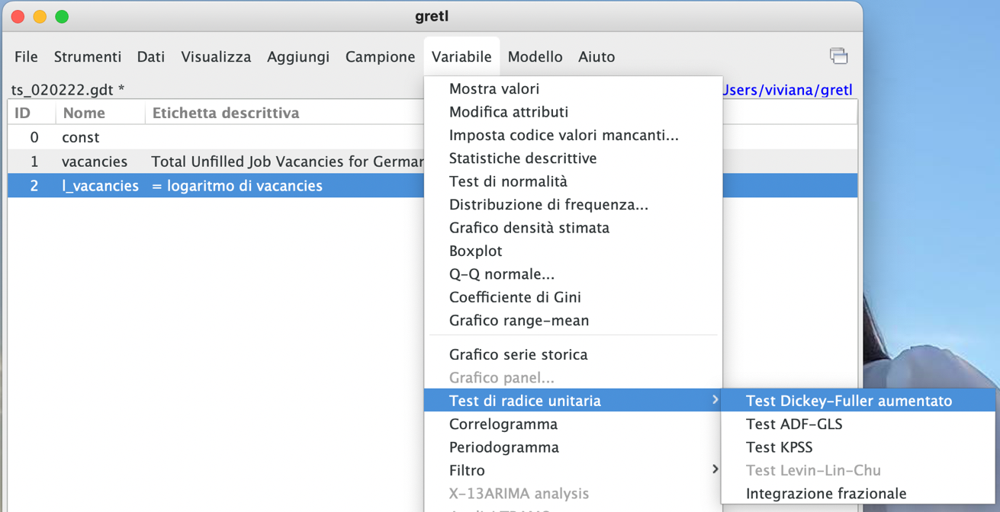 gretl
File Strumenti Dati Visualizza Aggiungi Campione Variabile Modello Aiuto
ts_020222.gdt * Users/viviana/gretl
ID Nome Etichetta descrittiva
0 const
1 vacancies Total Unfilled Job Vacancies for German
2 l_vacancies = logaritmo di vacancies
Mostra valori
Modifica attributi
Imposta codice valori mancanti...
Statistiche descrittive
Test di normalità
Distribuzione di frequenza...
Grafico densità stimata
Boxplot
Q-Q normale...
Coefficiente di Gini
Grafico range-mean
Grafico serie storica
Grafico panel...
Test di radice unitaria
Correlogramma
Periodogramma
Filtro
X-13ARIMA analysis
Test Dickey-Fuller aumentato
Test ADF-GLS
Test KPSS
Test Levin-Lin-Chu
Integrazione frazionale